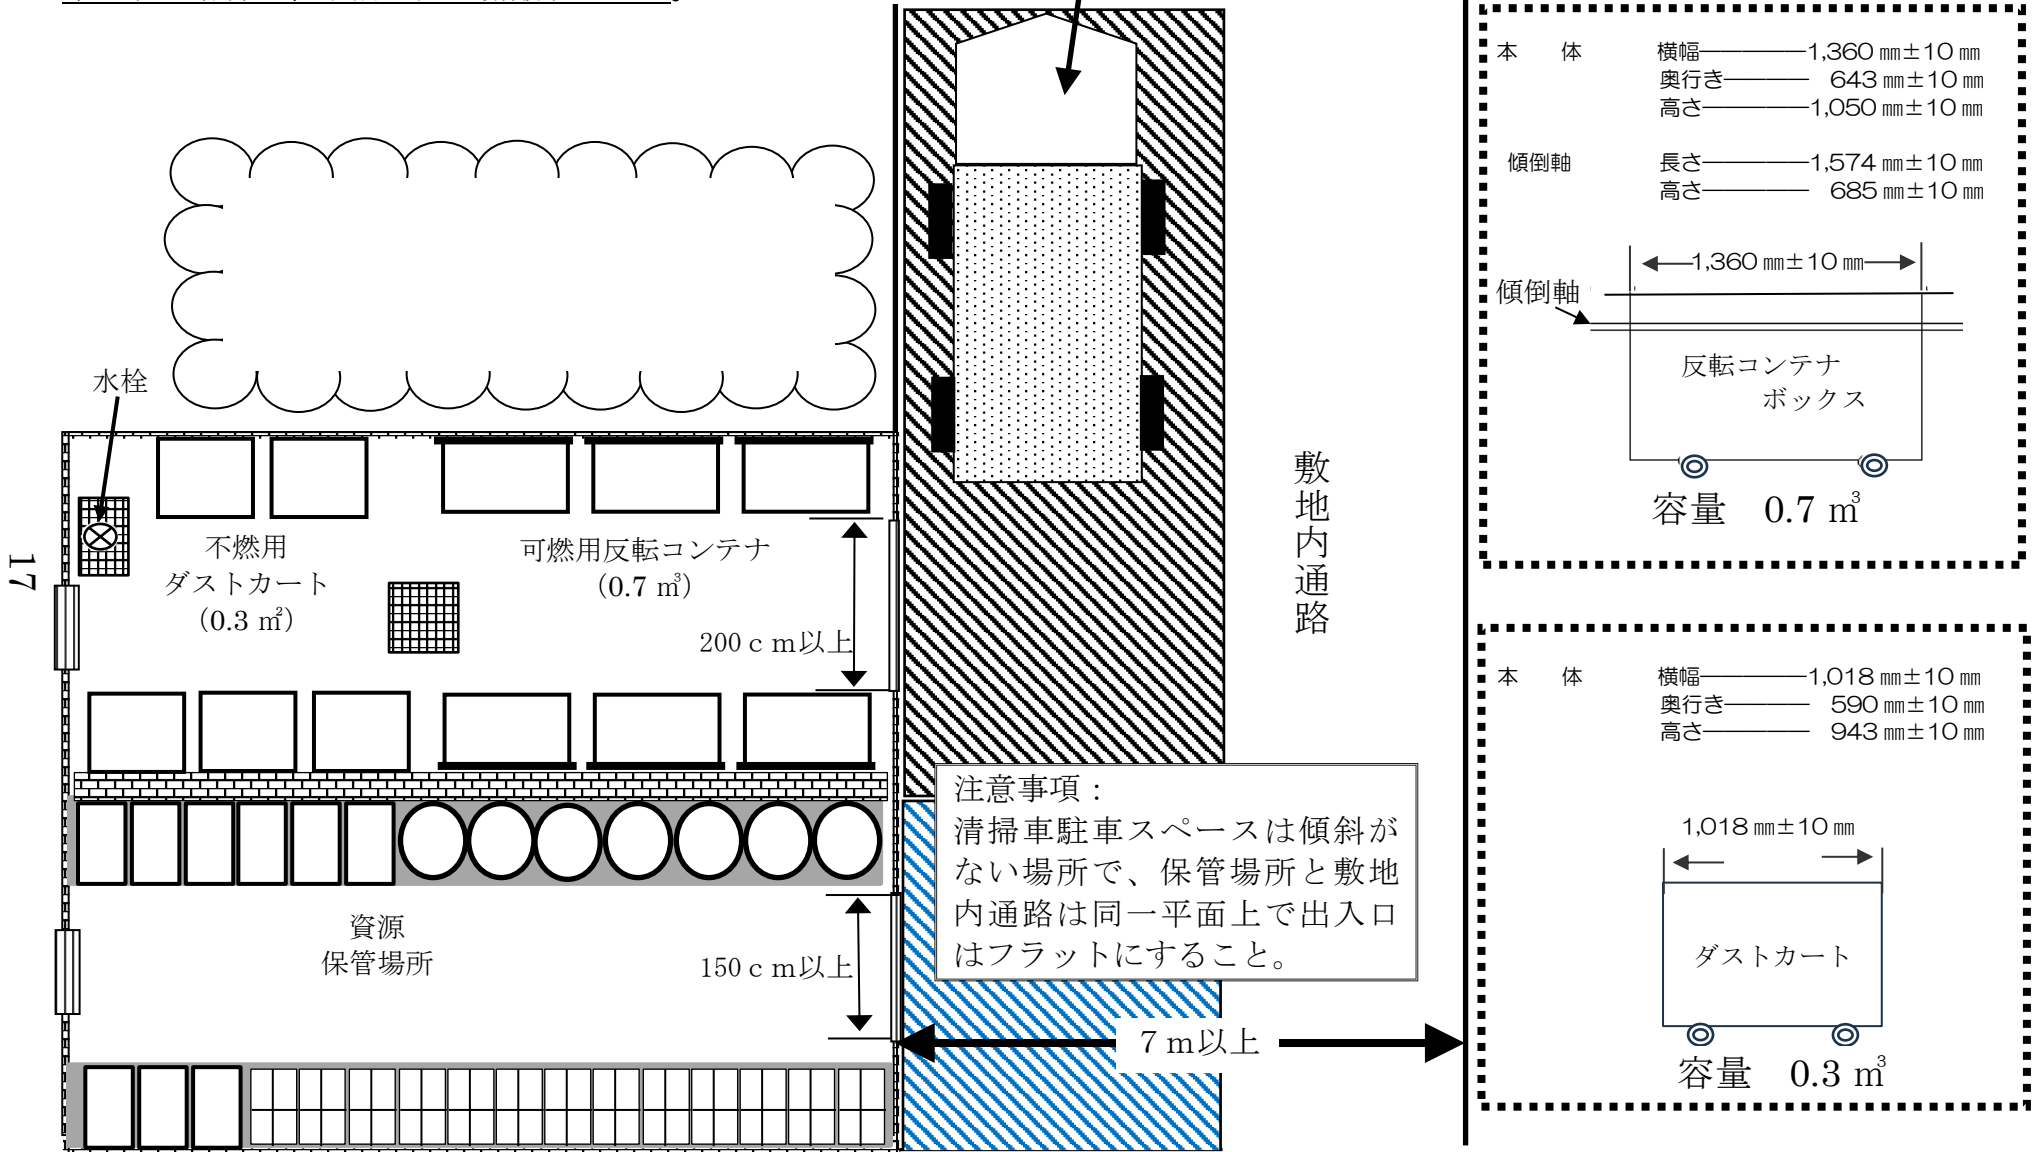 水栓
不燃用
ダストカート
（0.3 ㎡）
可燃用反転コンテナ
（0.7 ㎥）
200ｃｍ以上
17
資源
保管場所
150ｃｍ以上
敷地内通路
注意事項：
清掃車駐車スペースは傾斜が
ない場所で、保管場所と敷地
内通路は同一平面上で出入口
はフラットにすること。
７ｍ以上
本　体　横幅――――1,360 ㎜±10 ㎜
奥行き―――　643 ㎜±10 ㎜
高さ――――1,050 ㎜±10 ㎜
傾倒軸　長さ――――1,574 ㎜±10 ㎜
高さ――――　685 ㎜±10 ㎜
1,360 ㎜±10 ㎜
傾倒軸
反転コンテナ
ボックス
容量　0.7 ㎥
本　体　横幅――――1,018 ㎜±10 ㎜
奥行き―――　590 ㎜±10 ㎜
高さ――――　943 ㎜±10 ㎜
1,018 ㎜±10 ㎜
ダストカート
容量　0.3 ㎥